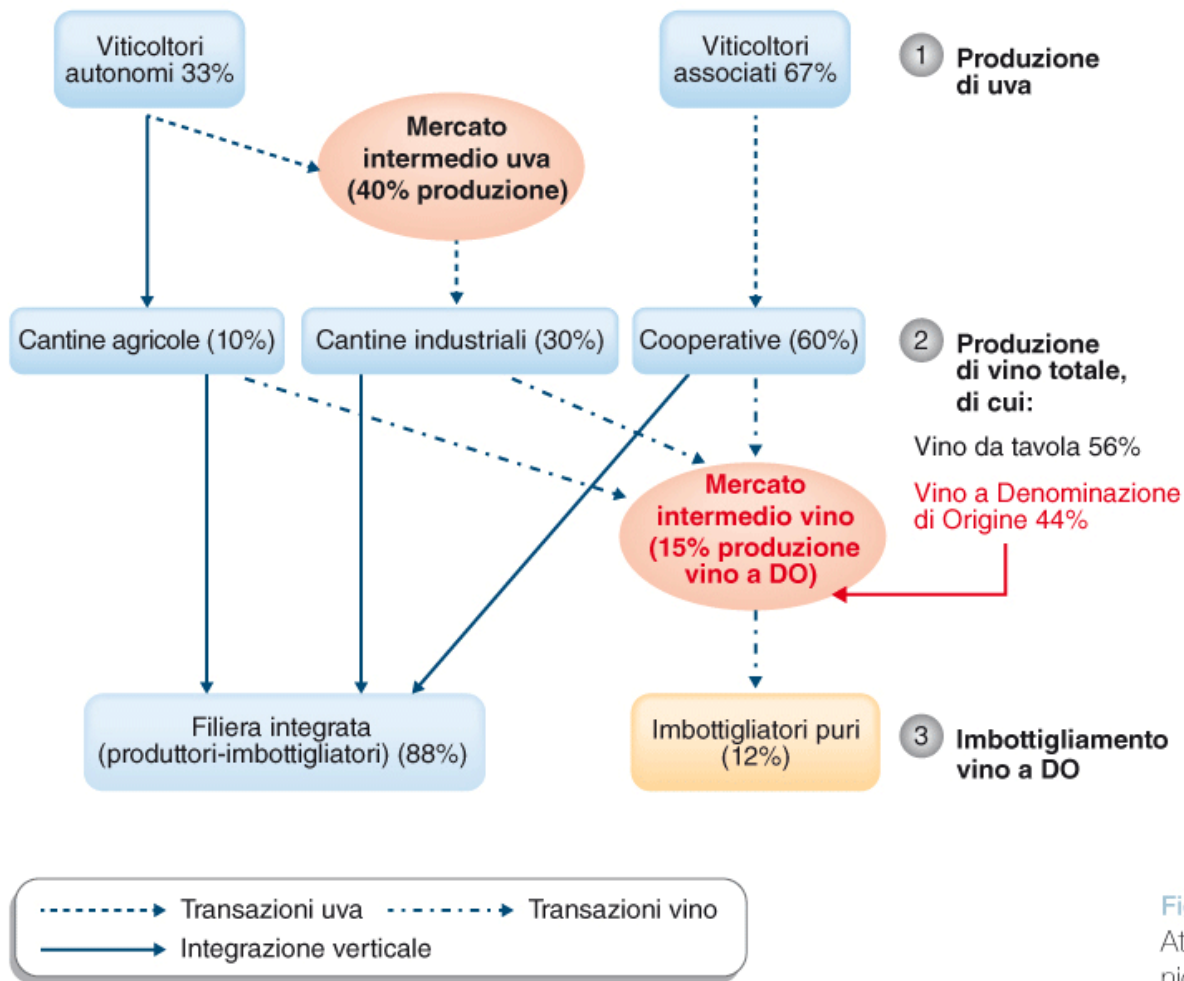 Viticoltori
autonomi 33%
Viticoltori
associati 67%
1 Produzione
di uva
Mercato
intermedio uva
(40% produzione)
Cantine agricole (10%)
Cantine industriali (30%)
Cooperative (60%)
2 Produzione
di vino totale,
di cui:
Vino da tavola 56%
Vino a Denominazione
di Origine 44%
Mercato
intermedio vino
(15% produzione
vino a DO)
Filiera integrata
(produttori-imbottigliatori) (88%)
Imbottigliatori puri
(12%)
3 Imbottigliamento
vino a DO
Transazioni uva
Transazioni vino
Integrazione verticale